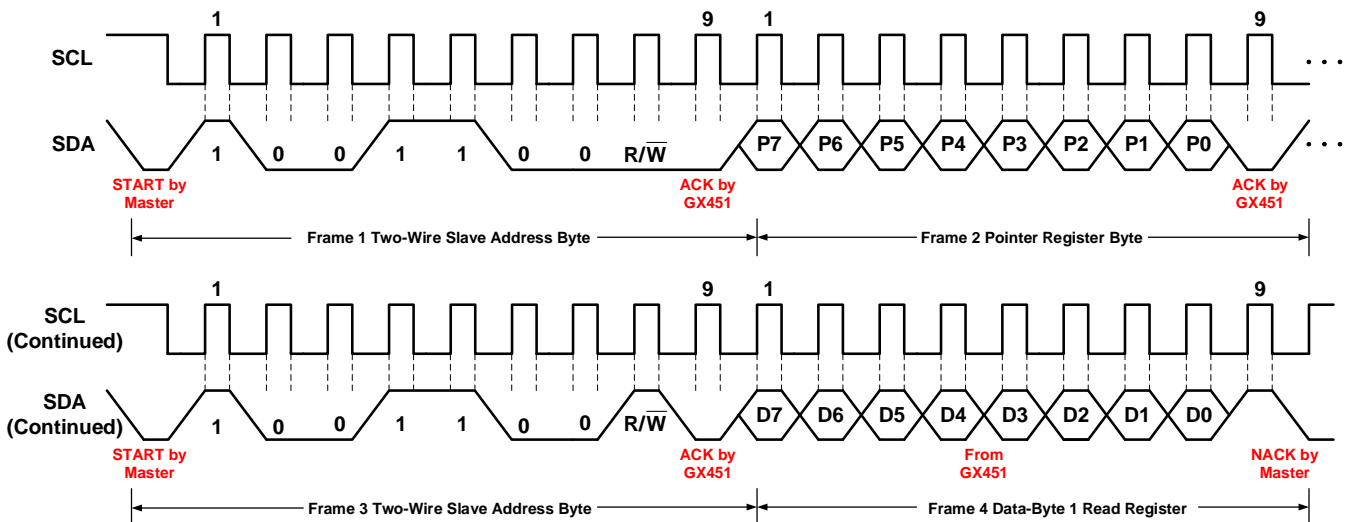 1 9 1 9
SCL
. . .
SDA
1 0 0 1 1 0 0 R/W̅ P7 P6 P5 P4 P3 P2 P1 P0
. . .
START by
Master
ACK by
GX451
ACK by
GX451
Frame 1 Two-Wire Slave Address Byte
Frame 2 Pointer Register Byte
1 9 1 9
SCL
(Continued)
SDA
(Continued)
1 0 0 1 1 0 0 R/W̅ D7 D6 D5 D4 D3 D2 D1 D0
START by
Master
ACK by
GX451
From
GX451
NACK by
Master
Frame 3 Two-Wire Slave Address Byte
Frame 4 Data-Byte 1 Read Register